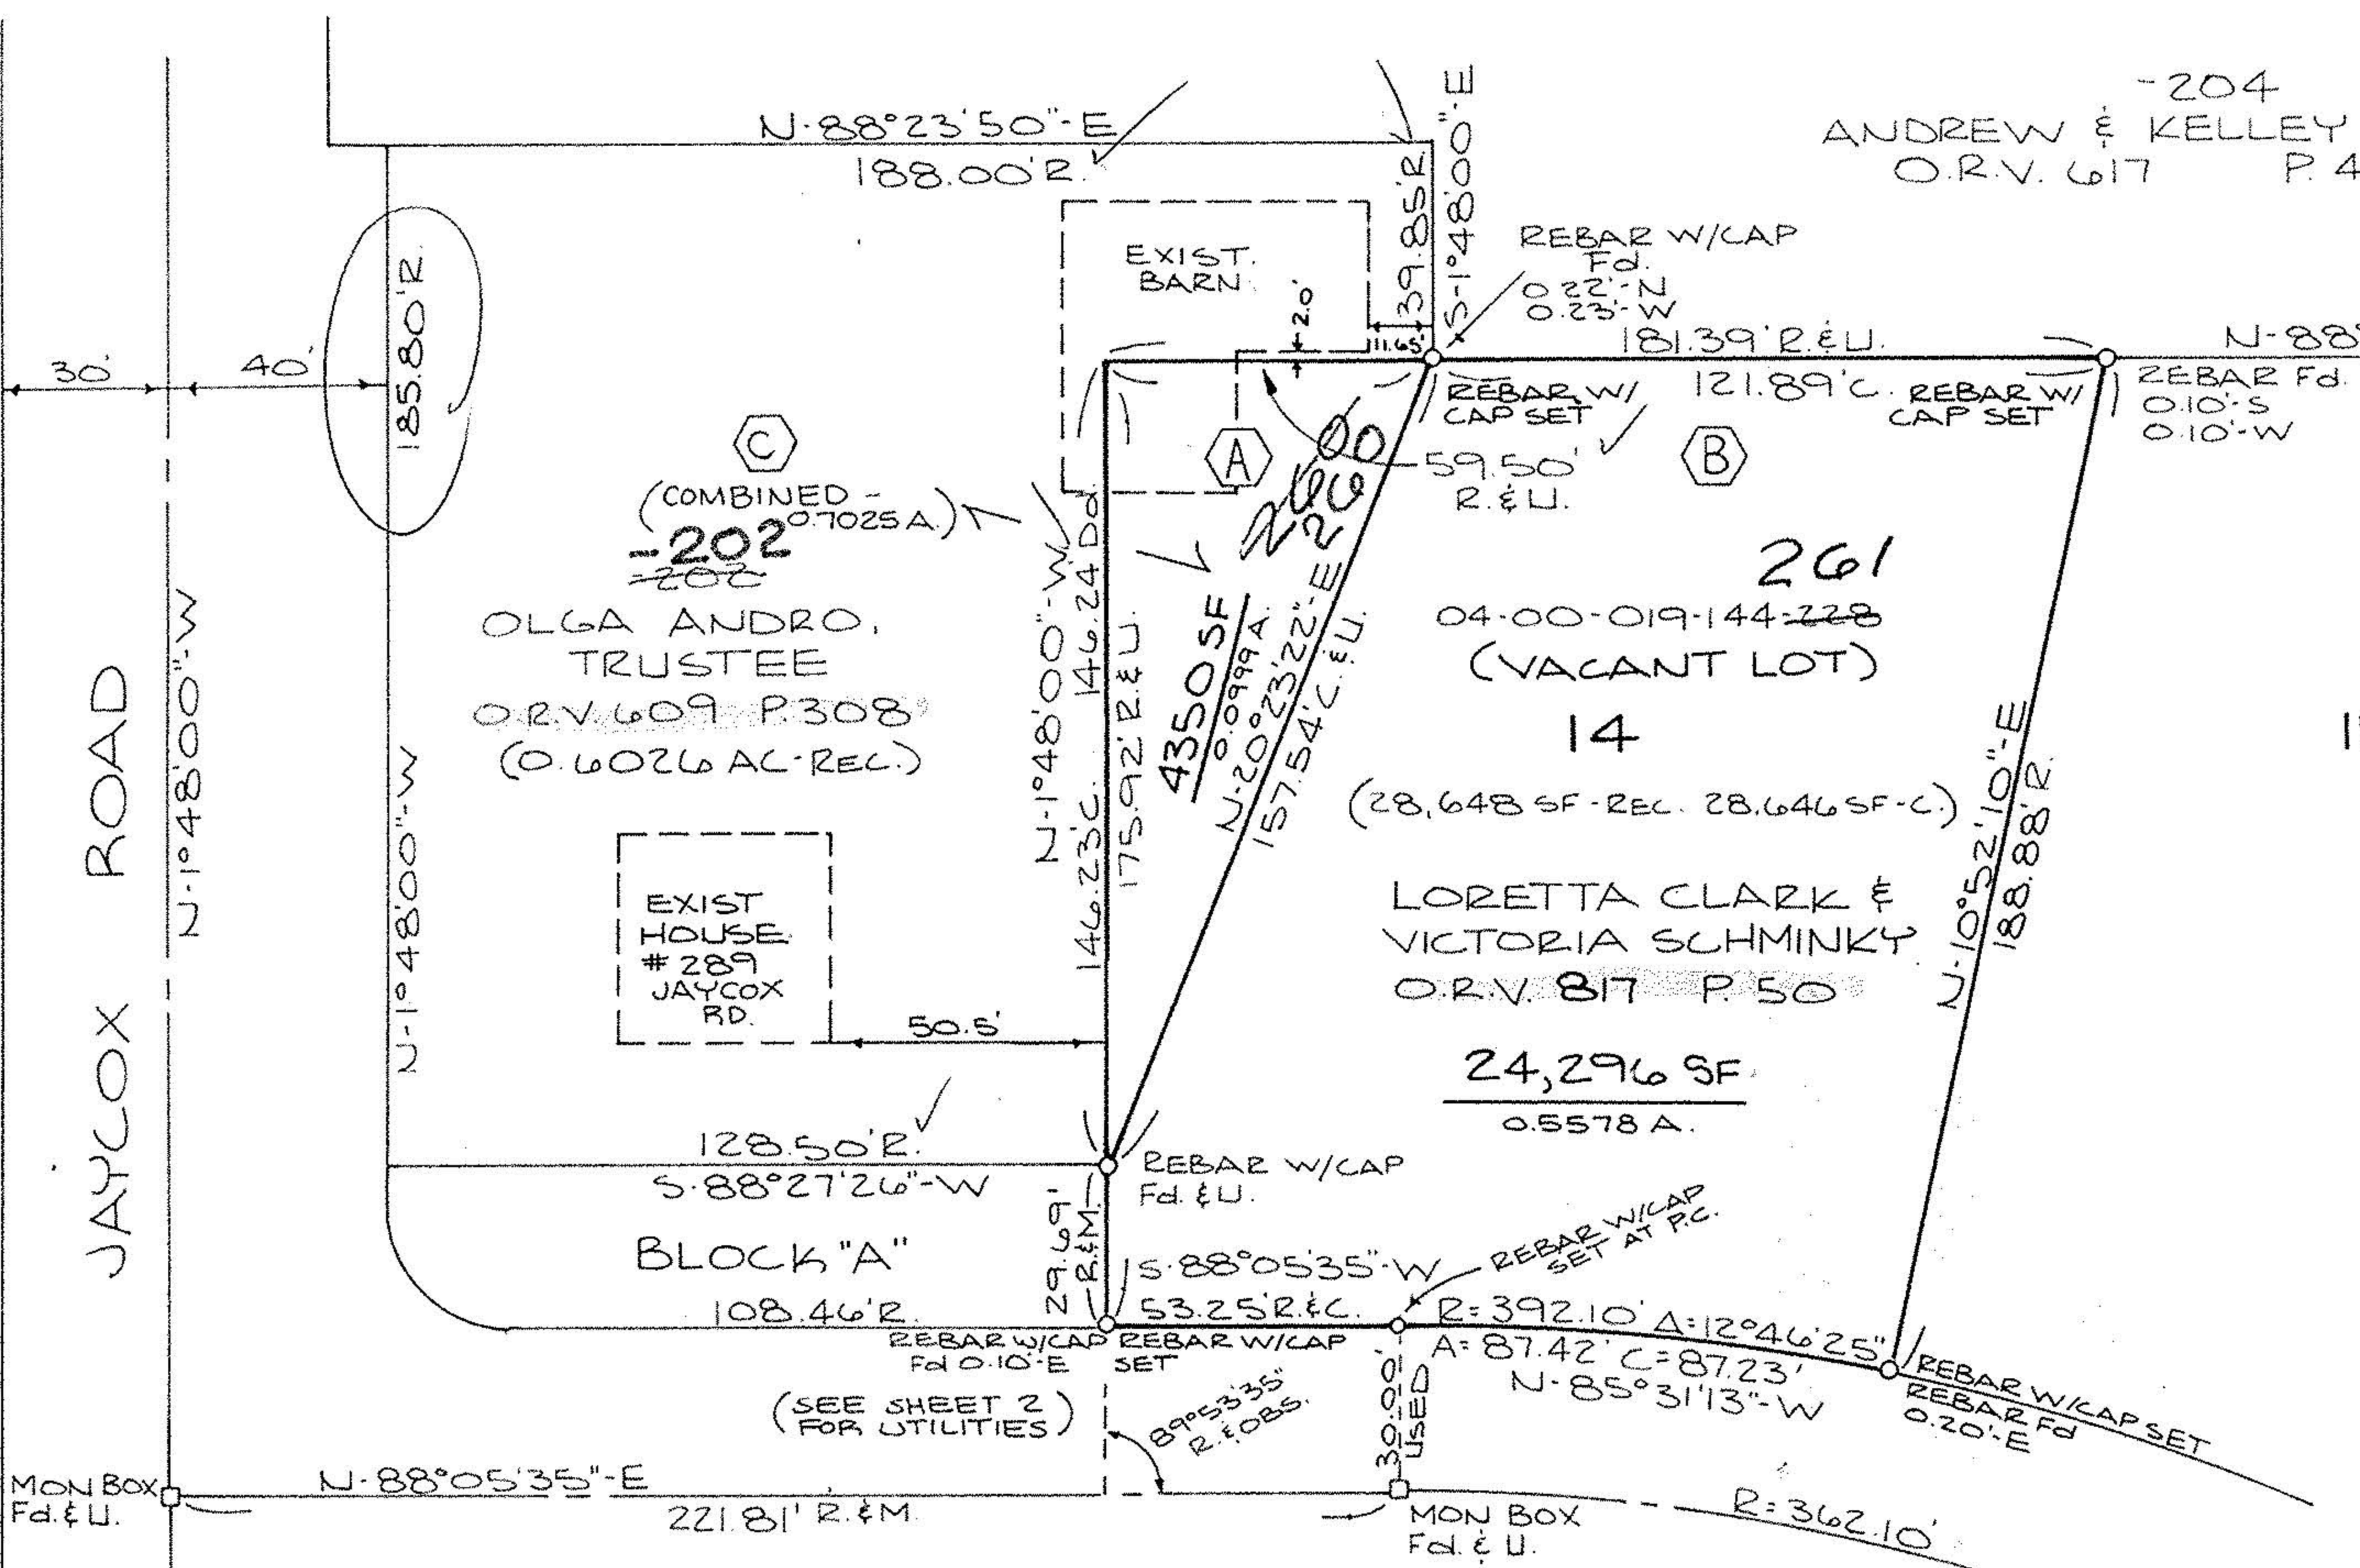 N-88°23'50"-E
188.00'R.
39.85'R.
S-1°48'00"-E
-204
ANDREW & KELLEY
O.R.V. 617 P. 4
EXIST.
BARN
2.0'
11.65'
REBAR W/CAP
Fd.
0.22'-N
0.23'-W
181.39' R.&U.
121.89'C.
N-88°
REBAR W/
CAP SET
REBAR W/
CAP SET
REBAR Fd.
0.10'-S
0.10'-W
30'
40'
185.80'R.
C
(COMBINED -
0.7025 A.)
-202
-202
OLGA ANDRO,
TRUSTEE
O.R.V. 609 P.308
(0.6026 AC-REC.)
A
59.50'
R.&U.
B
260
N-1°48'00"-W
146.24'Dd.
146.23'C.
175.92' R.&U.
4350 SF
0.0999 A.
N-20°23'22"-E
157.54' C.&U.
261
04-00-019-144-228
(VACANT LOT)
14
(28,648 SF-REC. 28,646 SF-C.)
LORETTA CLARK &
VICTORIA SCHMINKY
O.R.V. 817 P. 50
24,296 SF
0.5578 A.
N-10°52'10"-E
188.88'R.
JAYCOX ROAD
N-1°48'00"-W
N-1°48'00"-W
EXIST
HOUSE
#289
JAYCOX
RD.
50.5'
128.50'R.
S-88°27'26"-W
REBAR W/CAP
Fd.&U.
BLOCK "A"
108.46'R.
29.69'
R.&M.
S-88°05'35"-W
53.25'R.&C.
REBAR W/CAP
SET AT P.C.
REBAR W/CAP
Fd 0.10'-E
REBAR W/CAP
SET
R=392.10' Δ=12°46'25"
A=87.42' C=87.23'
N-85°31'13"-W
REBAR W/CAP SET
REBAR Fd
0.20'-E
(SEE SHEET 2
FOR UTILITIES)
89°53'35"
R.&OBS.
30.00'
USED
MON BOX
Fd.&U.
N-88°05'35"-E
221.81' R.&M.
MON BOX
Fd. & U.
R=362.10'